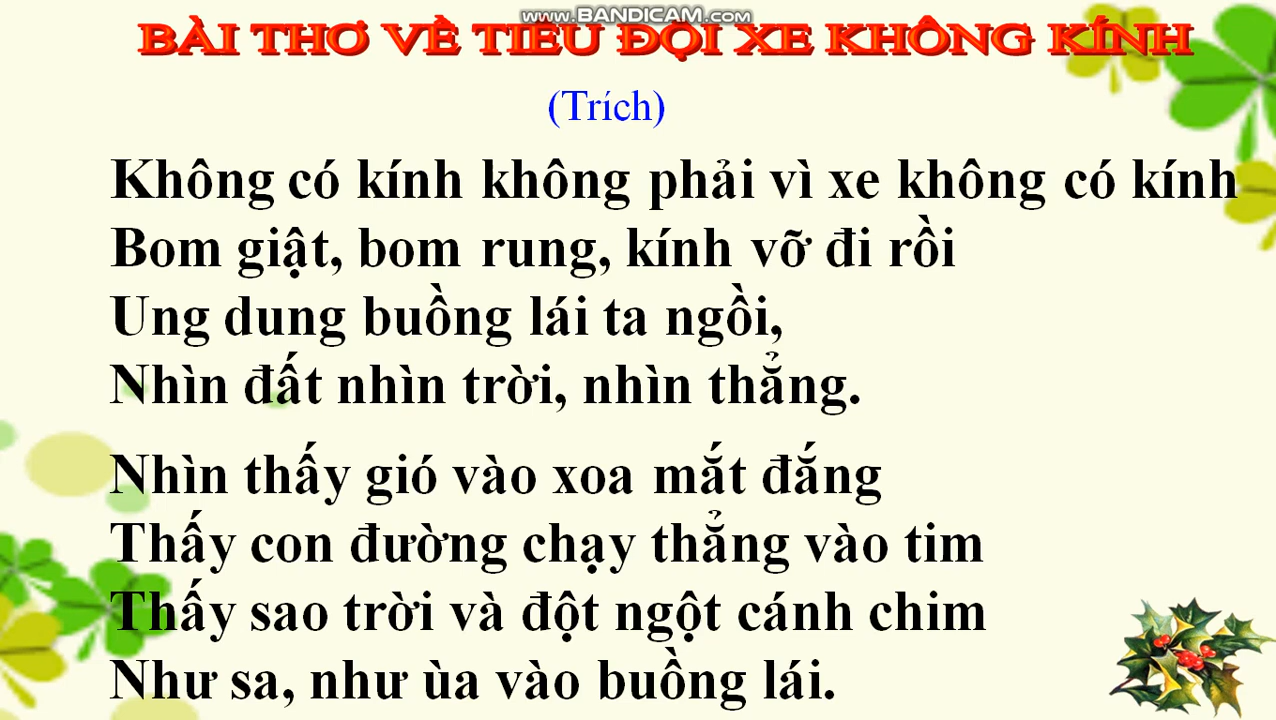 www.BANDICAM.com
BÀI THƠ VỀ TIỂU ĐỘI XE KHÔNG KÍNH
(Trích)
Không có kính không phải vì xe không có kính
Bom giật, bom rung, kính vỡ đi rồi
Ung dung buồng lái ta ngồi,
Nhìn đất nhìn trời, nhìn thẳng.
Nhìn thấy gió vào xoa mắt đắng
Thấy con đường chạy thẳng vào tim
Thấy sao trời và đột ngột cánh chim
Như sa, như ùa vào buồng lái.